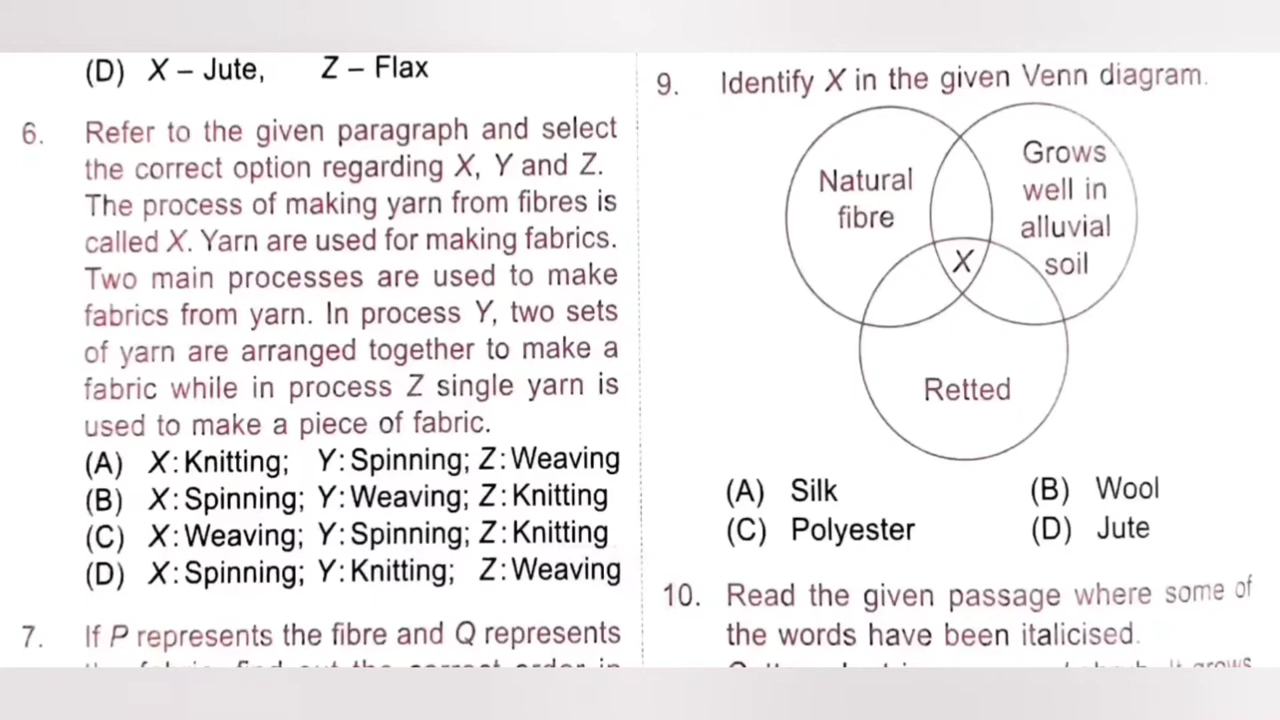 (D) X – Jute, Z – Flax
6. Refer to the given paragraph and select
the correct option regarding X, Y and Z.
The process of making yarn from fibres is
called X. Yarn are used for making fabrics.
Two main processes are used to make
fabrics from yarn. In process Y, two sets
of yarn are arranged together to make a
fabric while in process Z single yarn is
used to make a piece of fabric.
(A) X : Knitting; Y : Spinning; Z : Weaving
(B) X : Spinning; Y : Weaving; Z : Knitting
(C) X : Weaving; Y : Spinning; Z : Knitting
(D) X : Spinning; Y : Knitting; Z : Weaving
7. If P represents the fibre and Q represents
9. Identify X in the given Venn diagram.
Natural
fibre
Grows
well in
alluvial
soil
X
Retted
(A) Silk (B) Wool
(C) Polyester (D) Jute
10. Read the given passage where some of
the words have been italicised.